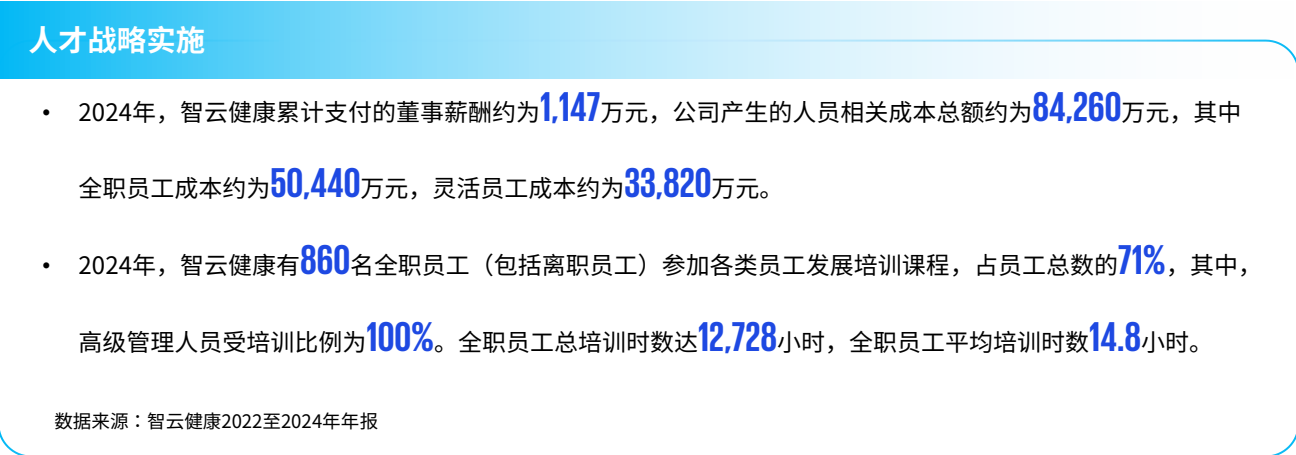 人才战略实施
• 2024年，智云健康累计支付的董事薪酬约为1,147万元，公司产生的人员相关成本总额约为84,260万元，其中
全职员工成本约为50,440万元，灵活员工成本约为33,820万元。
• 2024年，智云健康有860名全职员工（包括离职员工）参加各类员工发展培训课程，占员工总数的71%，其中，
高级管理人员受培训比例为100%。全职员工总培训时数达12,728小时，全职员工平均培训时数14.8小时。
数据来源：智云健康2022至2024年年报